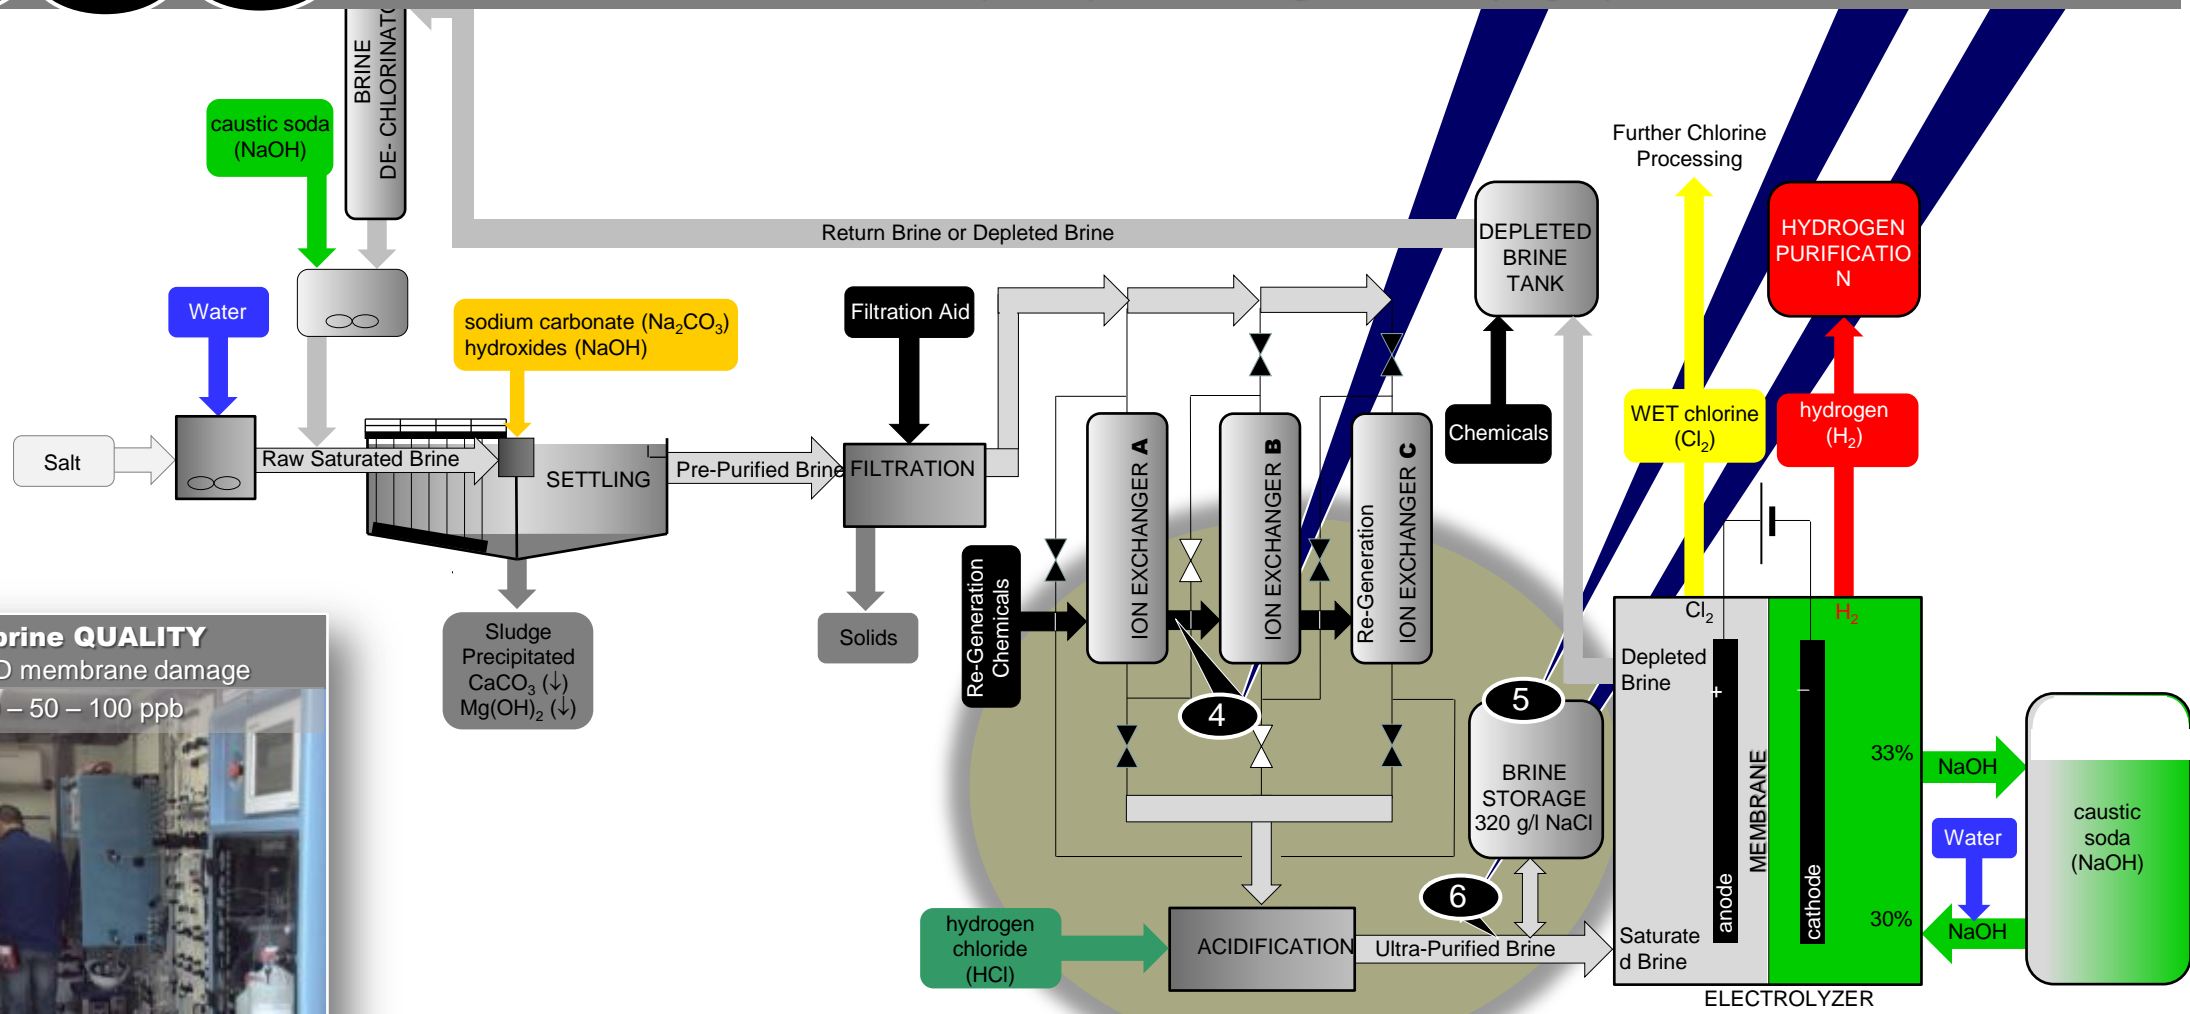 BRINE
caustic soda
(NaOH)
Further Chlorine
Processing
Return Brine or Depleted Brine
DEPLETED
BRINE
TANK
HYDROGEN
PURIFICATIO
N
Water
sodium carbonate (Na₂CO₃)
hydroxides (NaOH)
Filtration Aid
Chemicals
WET chlorine
(Cl₂)
hydrogen
(H₂)
Salt
Raw Saturated Brine
SETTLING
Pre-Purified Brine
FILTRATION
ION EXCHANGER A
ION EXCHANGER B
Re-Generation
ION EXCHANGER C
Re-Generation
Chemicals
Sludge
Precipitated
CaCO₃ (↓)
Mg(OH)₂ (↓)
Solids
brine QUALITY
membrane damage
– 50 – 100 ppb
4
5
6
BRINE
STORAGE
320 g/l NaCl
Cl₂
H₂
Depleted
Brine
+
–
anode
MEMBRANE
cathode
33%
NaOH
Water
30%
NaOH
caustic
soda
(NaOH)
hydrogen
chloride
(HCl)
ACIDIFICATION
Ultra-Purified Brine
Saturate
d Brine
ELECTROLYZER